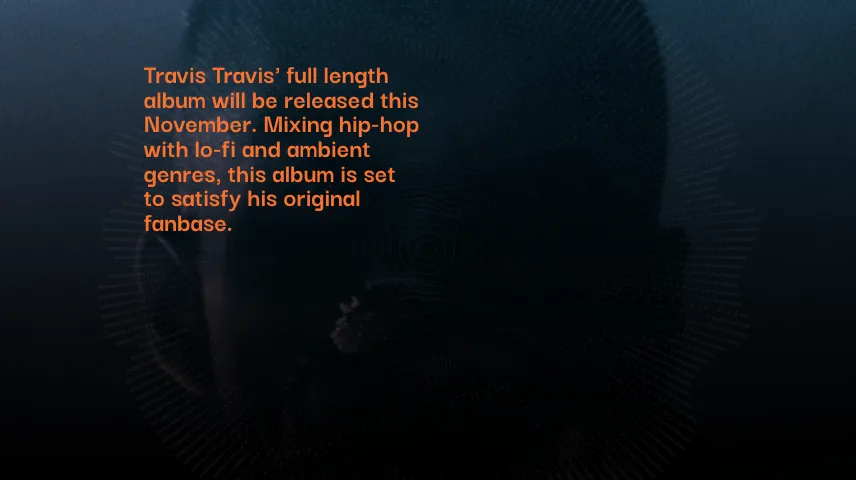 Travis Travis’ full length
album will be released this
November. Mixing hip-hop
with lo-fi and ambient
genres, this album is set
to satisfy his original
fanbase.